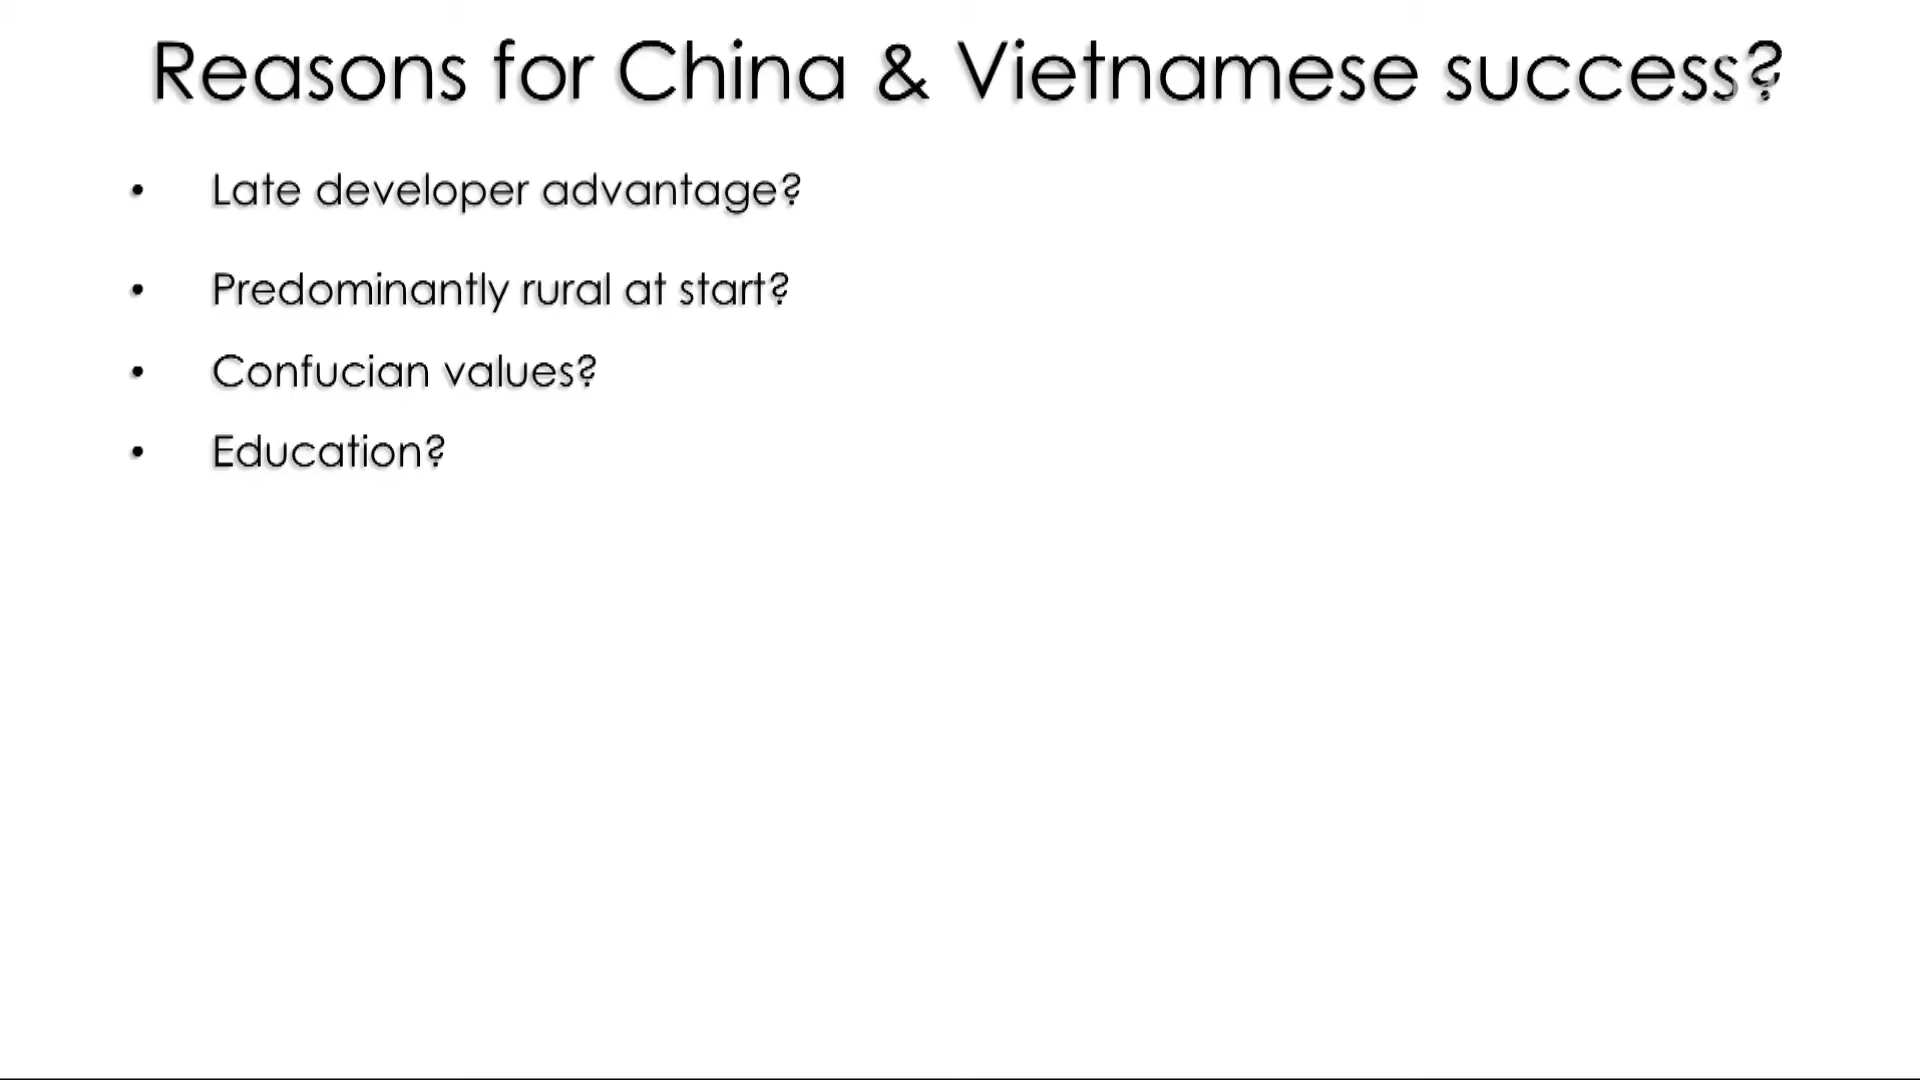 Reasons for China & Vietnamese success?
• Late developer advantage?
• Predominantly rural at start?
• Confucian values?
• Education?